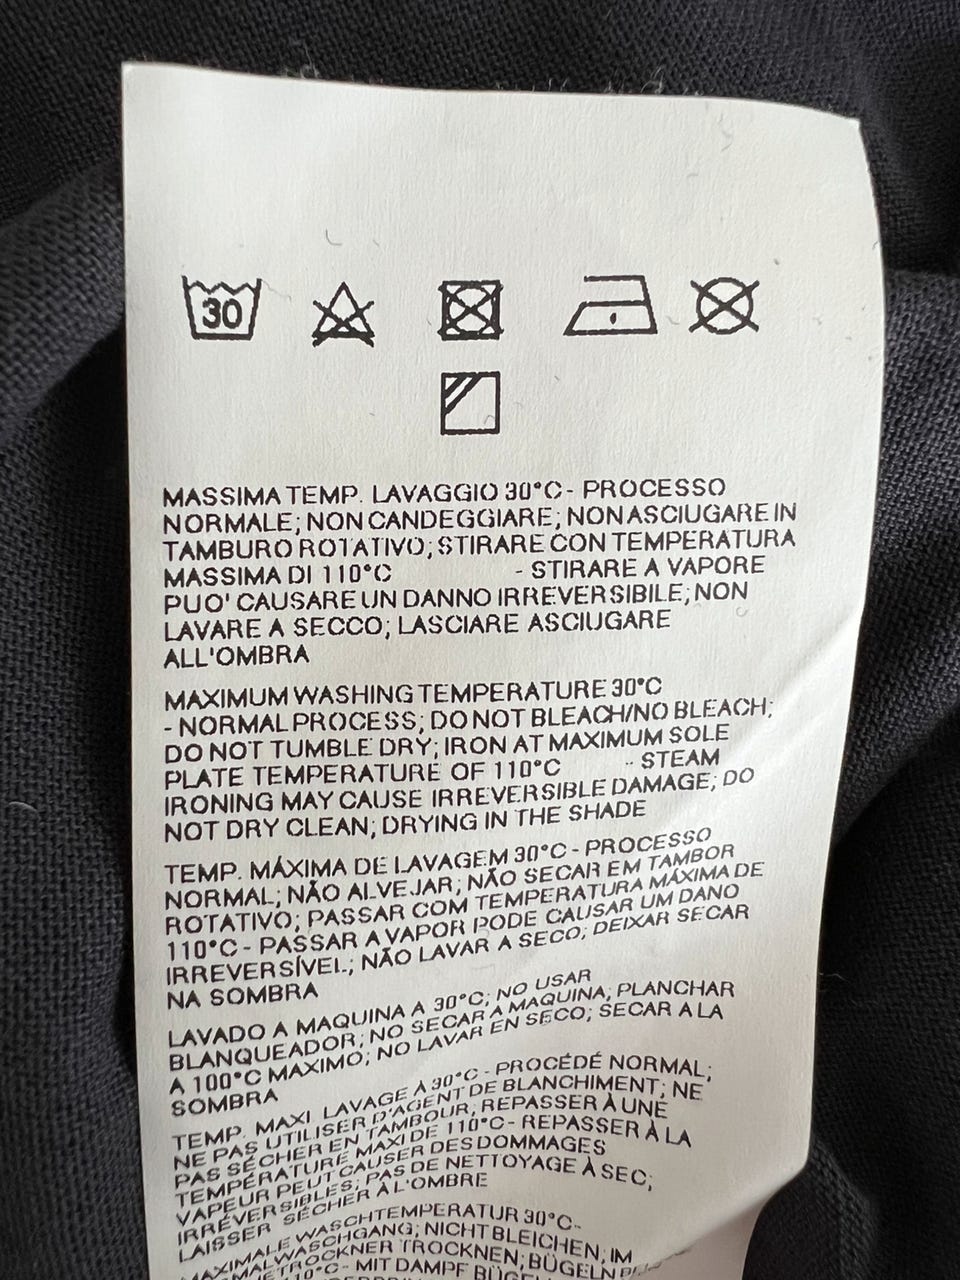 30
MASSIMA TEMP. LAVAGGIO 30°C - PROCESSO
NORMALE; NON CANDEGGIARE; NON ASCIUGARE IN
TAMBURO ROTATIVO; STIRARE CON TEMPERATURA
MASSIMA DI 110°C - STIRARE A VAPORE
PUO' CAUSARE UN DANNO IRREVERSIBILE; NON
LAVARE A SECCO; LASCIARE ASCIUGARE
ALL'OMBRA
MAXIMUM WASHING TEMPERATURE 30°C
- NORMAL PROCESS; DO NOT BLEACH/NO BLEACH;
DO NOT TUMBLE DRY; IRON AT MAXIMUM SOLE
PLATE TEMPERATURE OF 110°C - STEAM
IRONING MAY CAUSE IRREVERSIBLE DAMAGE; DO
NOT DRY CLEAN; DRYING IN THE SHADE
TEMP. MÁXIMA DE LAVAGEM 30°C - PROCESSO
NORMAL; NÃO ALVEJAR; NÃO SECAR EM TAMBOR
ROTATIVO; PASSAR COM TEMPERATURA MÁXIMA DE
110°C - PASSAR A VAPOR PODE CAUSAR UM DANO
IRREVERSÍVEL; NÃO LAVAR A SECO; DEIXAR SECAR
NA SOMBRA
LAVADO A MAQUINA A 30°C; NO USAR
BLANQUEADOR; NO SECAR A MAQUINA; PLANCHAR
A 100°C MAXIMO; NO LAVAR EN SECO; SECAR A LA
SOMBRA
TEMP. MAXI LAVAGE À 30°C - PROCÉDÉ NORMAL;
NE PAS UTILISER D'AGENT DE BLANCHIMENT; NE
PAS SÉCHER EN TAMBOUR, REPASSER À UNE
TEMPÉRATURE MAXI DE 110°C - REPASSER À LA
VAPEUR PEUT CAUSER DES DOMMAGES
IRRÉVERSIBLES; PAS DE NETTOYAGE À SEC;
LAISSER SÉCHER À L'OMBRE
WASCHTEMPERATUR 30°C -
NICHT BLEICHEN; IM
TROCKNEN; BÜGELN
110°C - MIT DAMPF